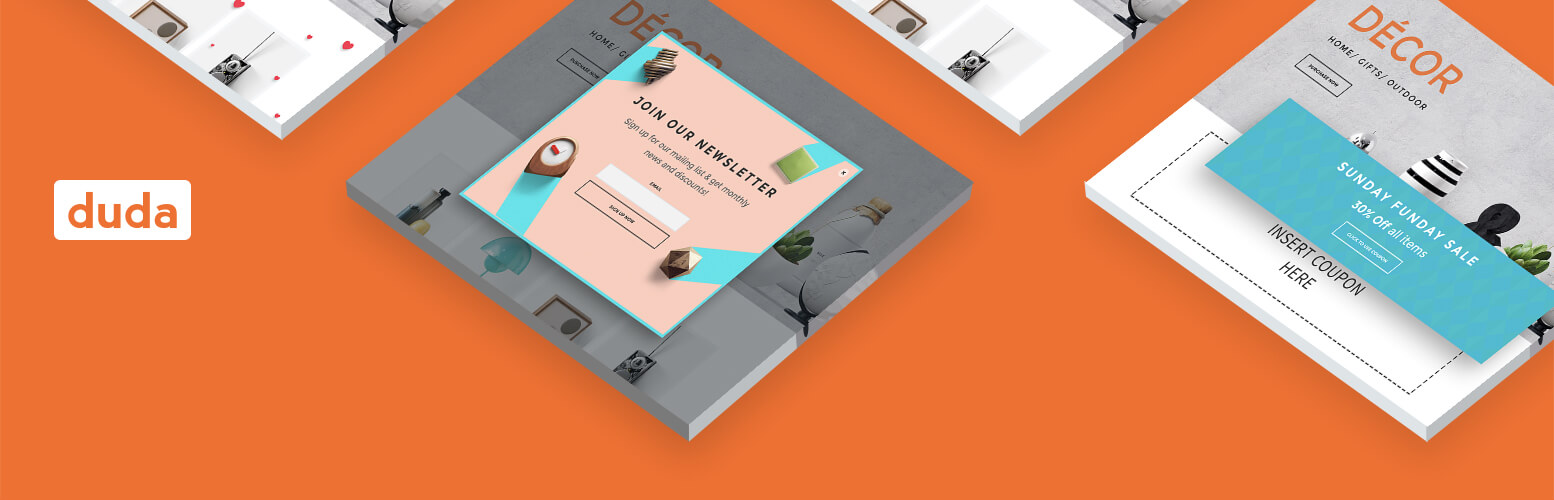 duda
DÉCOR
HOME/ G
PURCHASE NOW
JOIN OUR NEWSLETTER
Sign up for our mailing list & get monthly
news and discounts!
EMAIL
SIGN UP NOW
x
DÉCOR
HOME/ GIFTS/ OUTDOOR
PURCHASE NOW
SUNDAY FUNDAY SALE
30% Off all items
CLICK TO USE COUPON
INSERT COUPON
HERE